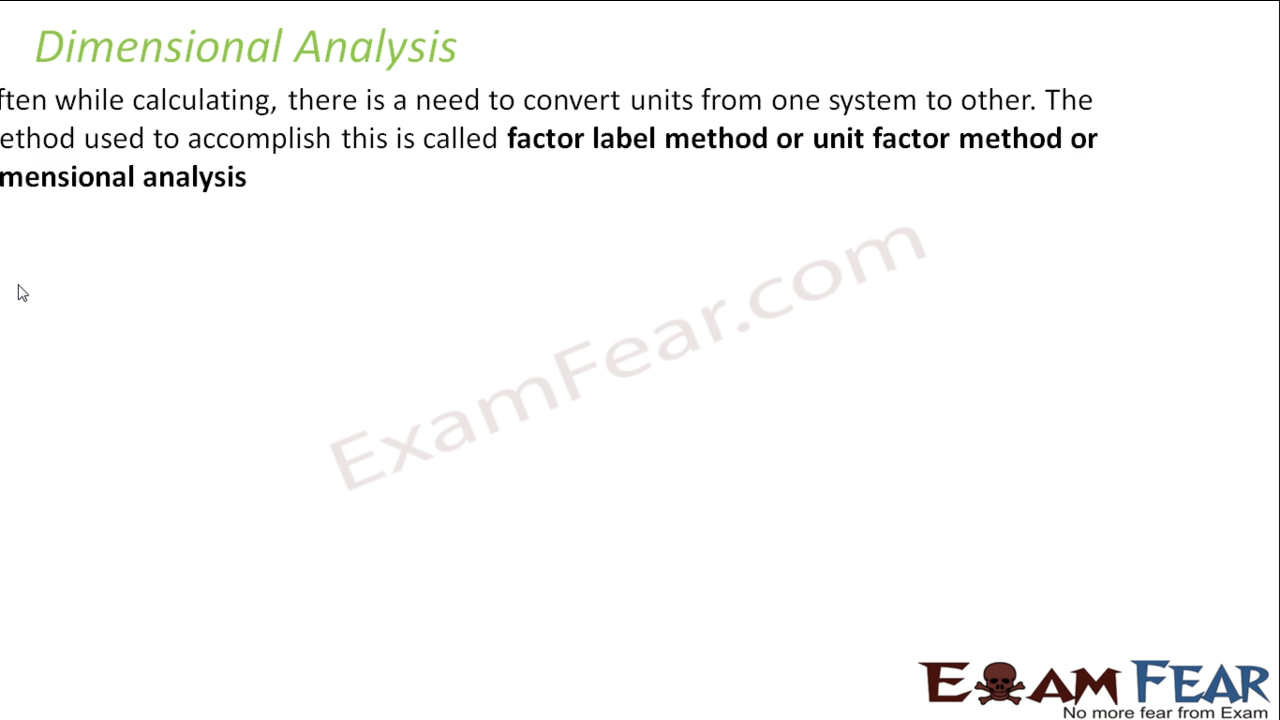 Dimensional Analysis
ften while calculating, there is a need to convert units from one system to other. The
ethod used to accomplish this is called factor label method or unit factor method or
mensional analysis
ExamFear.com
EXAM FEAR
No more fear from Exam